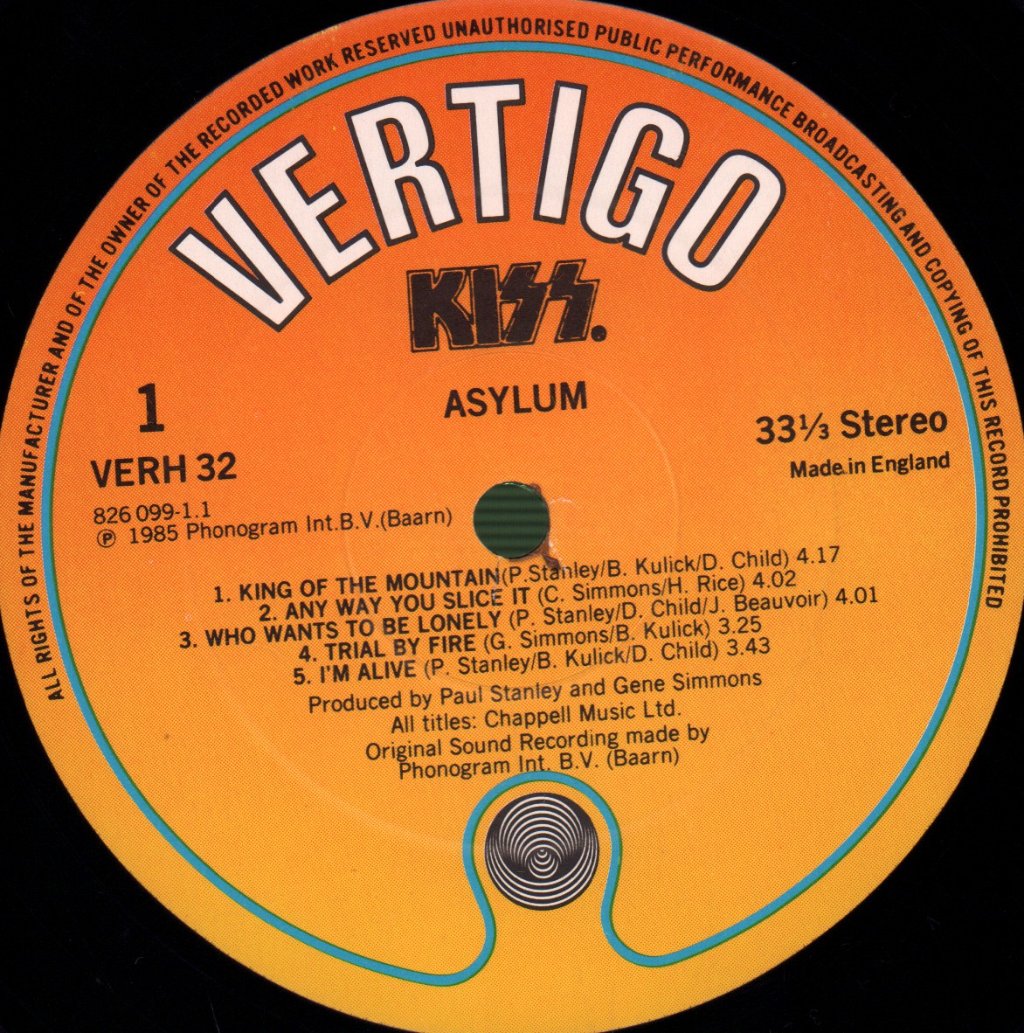 ALL RIGHTS OF THE MANUFACTURER AND OF THE OWNER OF THE RECORDED WORK RESERVED UNAUTHORISED PUBLIC PERFORMANCE BROADCASTING AND COPYING OF THIS RECORD PROHIBITED
VERTIGO
KISS.
ASYLUM
1
33⅓ Stereo
VERH 32
Made in England
826 099-1.1
℗ 1985 Phonogram Int.B.V.(Baarn)
1. KING OF THE MOUNTAIN(P.Stanley/B. Kulick/D. Child) 4.17
2. ANY WAY YOU SLICE IT (C. Simmons/H. Rice) 4.02
3. WHO WANTS TO BE LONELY (P. Stanley/D. Child/J. Beauvoir) 4.01
4. TRIAL BY FIRE (G. Simmons/B. Kulick) 3.25
5. I'M ALIVE (P. Stanley/B. Kulick/D. Child) 3.43
Produced by Paul Stanley and Gene Simmons
All titles: Chappell Music Ltd.
Original Sound Recording made by
Phonogram Int. B.V. (Baarn)